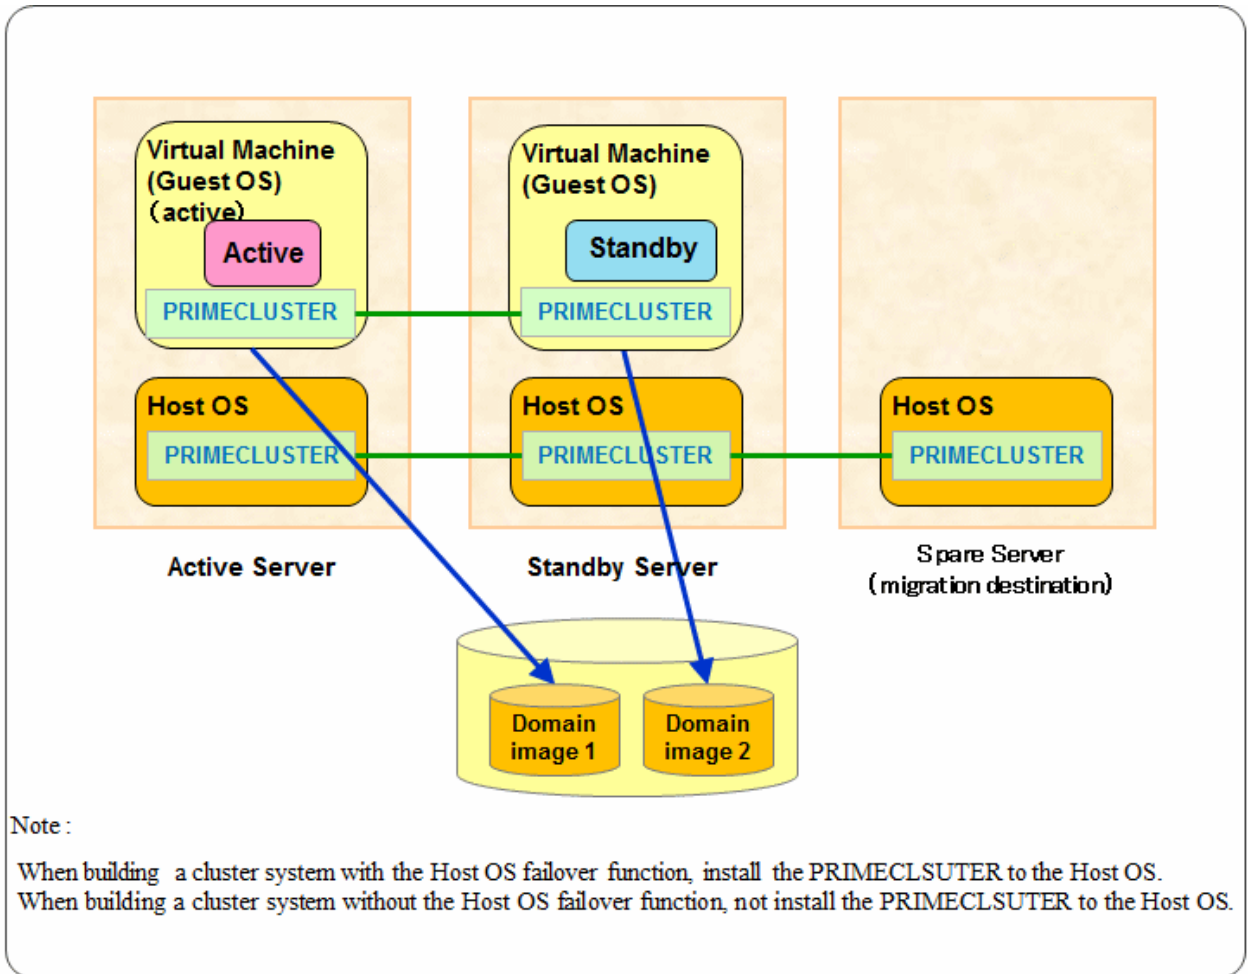 Virtual Machine
(Guest OS)
(active)
Active
PRIMECLUSTER
Virtual Machine
(Guest OS)
Standby
PRIMECLUSTER
Host OS
PRIMECLUSTER
Host OS
PRIMECLUSTER
Host OS
PRIMECLUSTER
Active Server
Standby Server
Spare Server
(migration destination)
Domain
image 1
Domain
image 2
Note :
When building a cluster system with the Host OS failover function, install the PRIMECLSUTER to the Host OS.
When building a cluster system without the Host OS failover function, not install the PRIMECLSUTER to the Host OS.